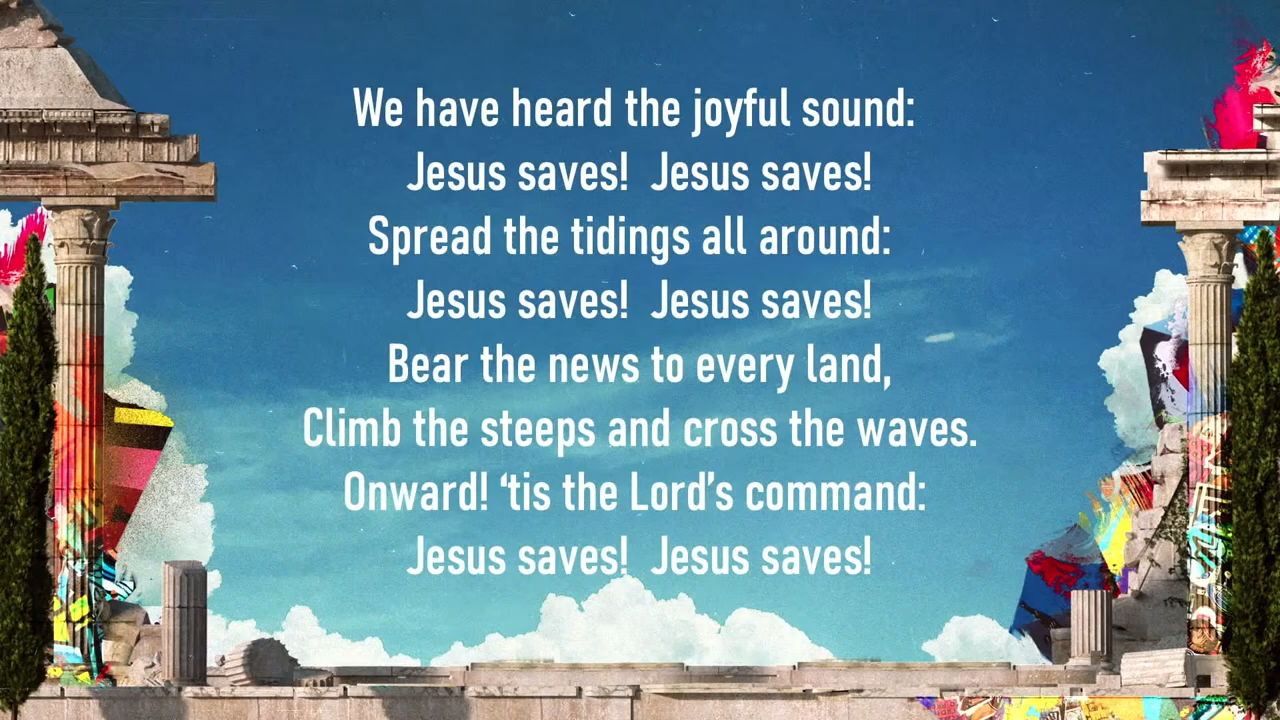 We have heard the joyful sound:
Jesus saves!  Jesus saves!
Spread the tidings all around:
Jesus saves!  Jesus saves!
Bear the news to every land,
Climb the steeps and cross the waves.
Onward! ‘tis the Lord’s command:
Jesus saves!  Jesus saves!